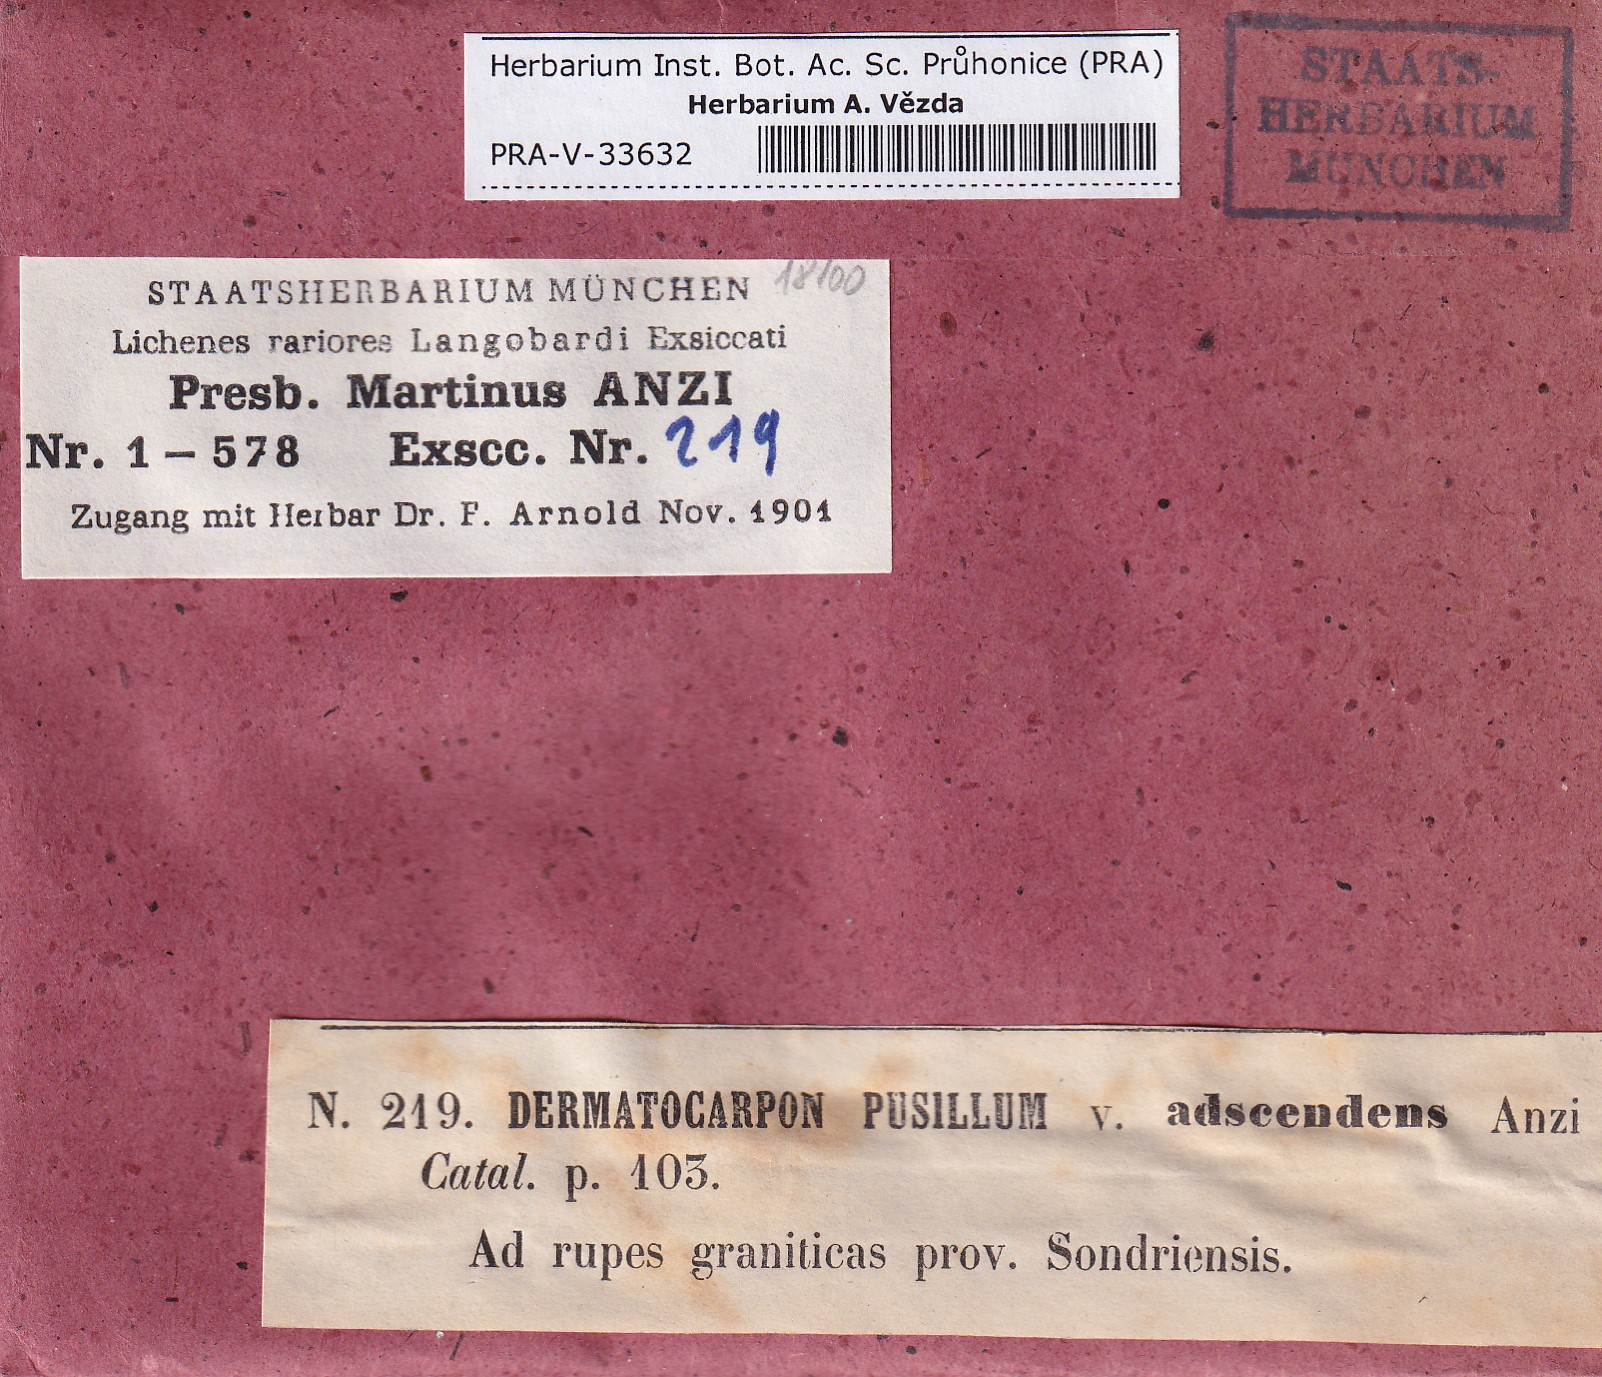 Herbarium Inst. Bot. Ac. Sc. Průhonice (PRA)
Herbarium A. Vězda
PRA-V-33632
STAATS-
HERBARIUM
MÜNCHEN
18100
STAATSHERBARIUM MÜNCHEN
Lichenes rariores Langobardi Exsiccati
Presb. Martinus ANZI
Nr. 1 – 578 Exscc. Nr. 219
Zugang mit Herbar Dr. F. Arnold Nov. 1901
N. 219. DERMATOCARPON PUSILLUM v. adscendens Anzi
Catal. p. 103.
Ad rupes graniticas prov. Sondriensis.